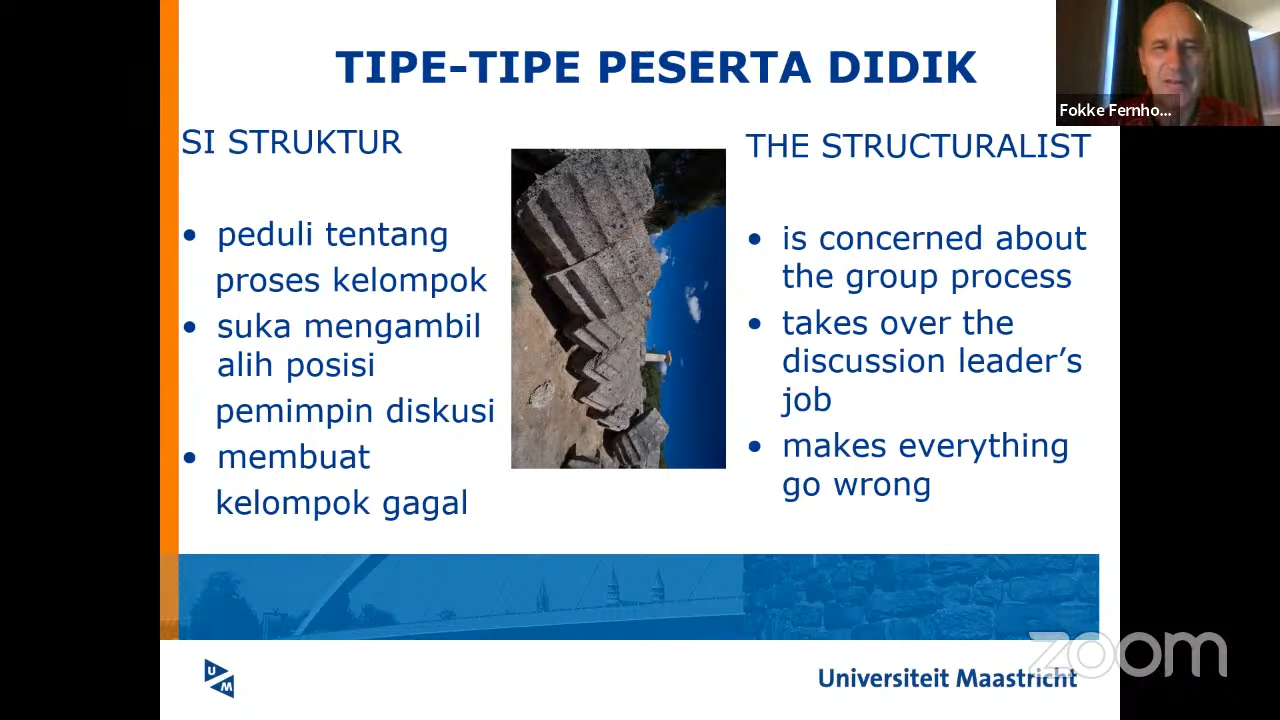 TIPE-TIPE PESERTA DIDIK
Fokke Fernho...
SI STRUKTUR
• peduli tentang
proses kelompok
• suka mengambil
alih posisi
pemimpin diskusi
• membuat
kelompok gagal
THE STRUCTURALIST
• is concerned about
the group process
• takes over the
discussion leader’s
job
• makes everything
go wrong
U
M
Universiteit Maastricht
zoom